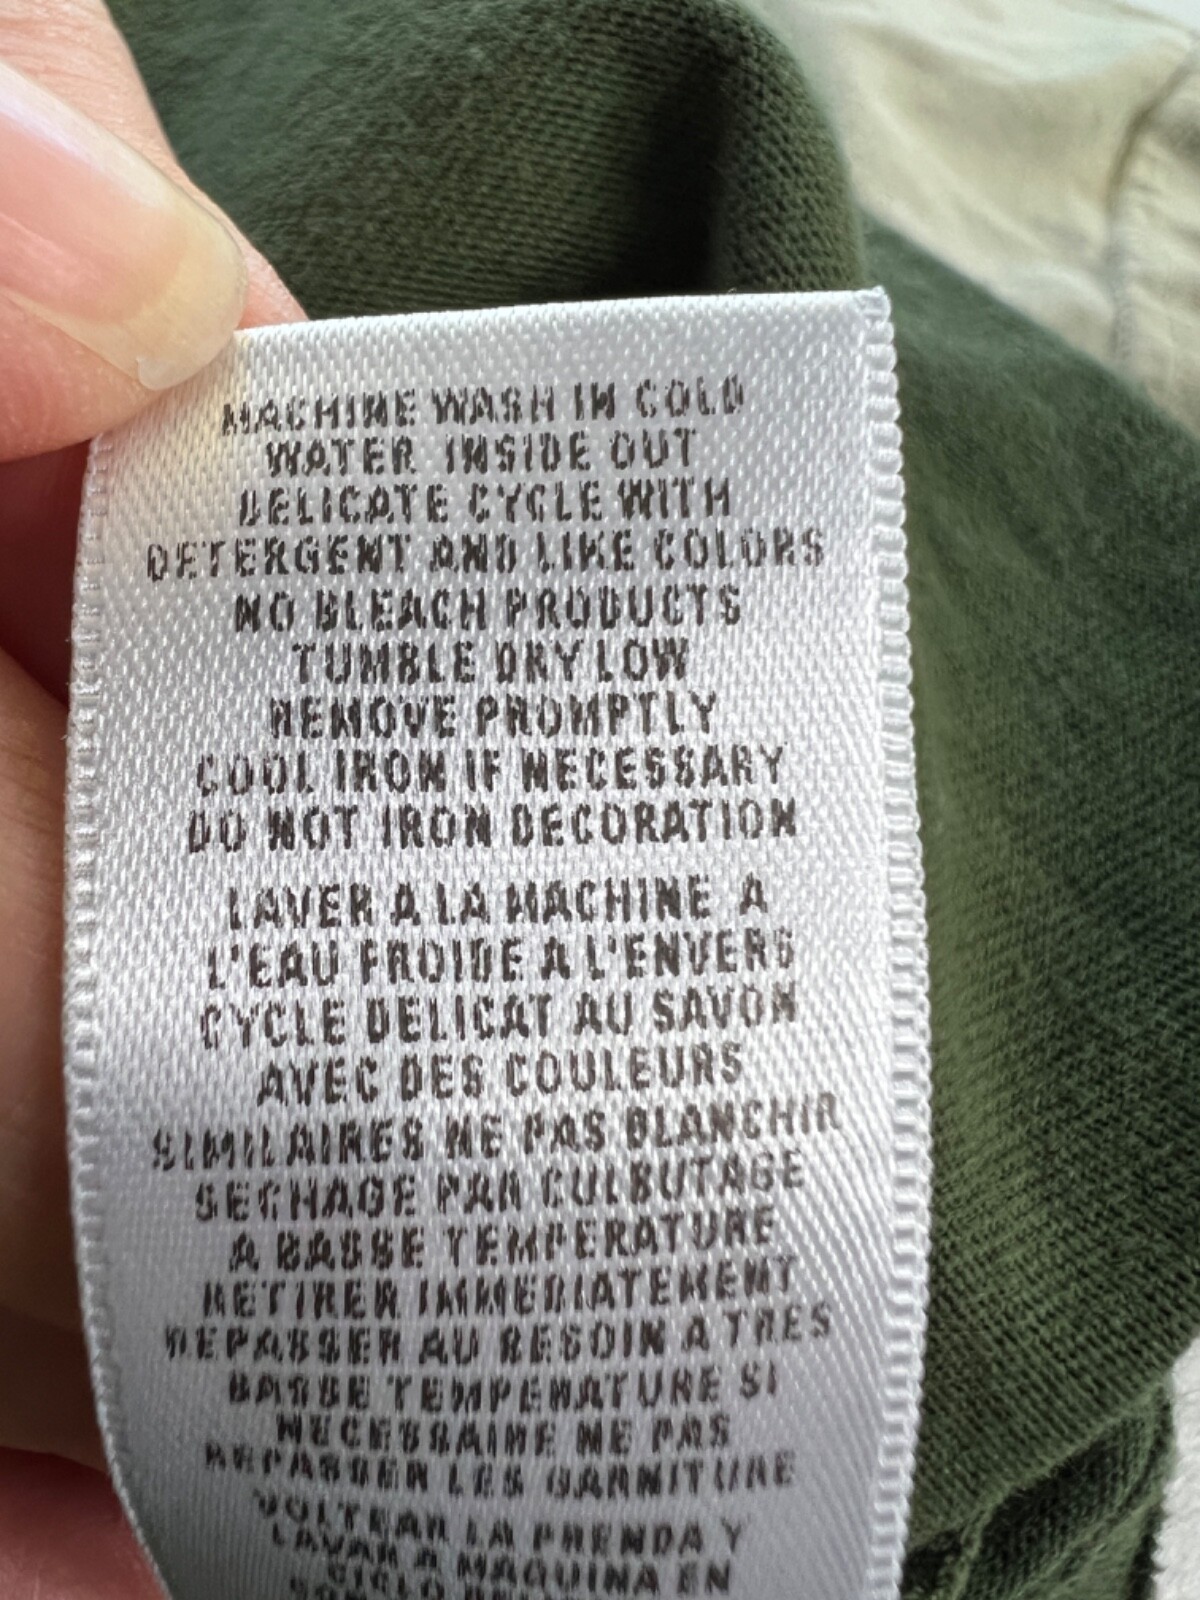 MACHINE WASH IN COLD
WATER INSIDE OUT
DELICATE CYCLE WITH
DETERGENT AND LIKE COLORS
NO BLEACH PRODUCTS
TUMBLE DRY LOW
REMOVE PROMPTLY
COOL IRON IF NECESSARY
DO NOT IRON DECORATION
LAVER A LA MACHINE A
L'EAU FROIDE A L'ENVERS
CYCLE DELICAT AU SAVON
AVEC DES COULEURS
SIMILAIRES NE PAS BLANCHIR
SECHAGE PAR CULBUTAGE
A BASSE TEMPERATURE
RETIRER IMMEDIATEMENT
REPASSER AU BESOIN A TRES
BASSE TEMPERATURE SI
NECESSAIRE NE PAS
REPASSER LES GARNITURE
VOLTEAR LA PRENDA Y
LAVAR A MAQUINA EN
CICLO